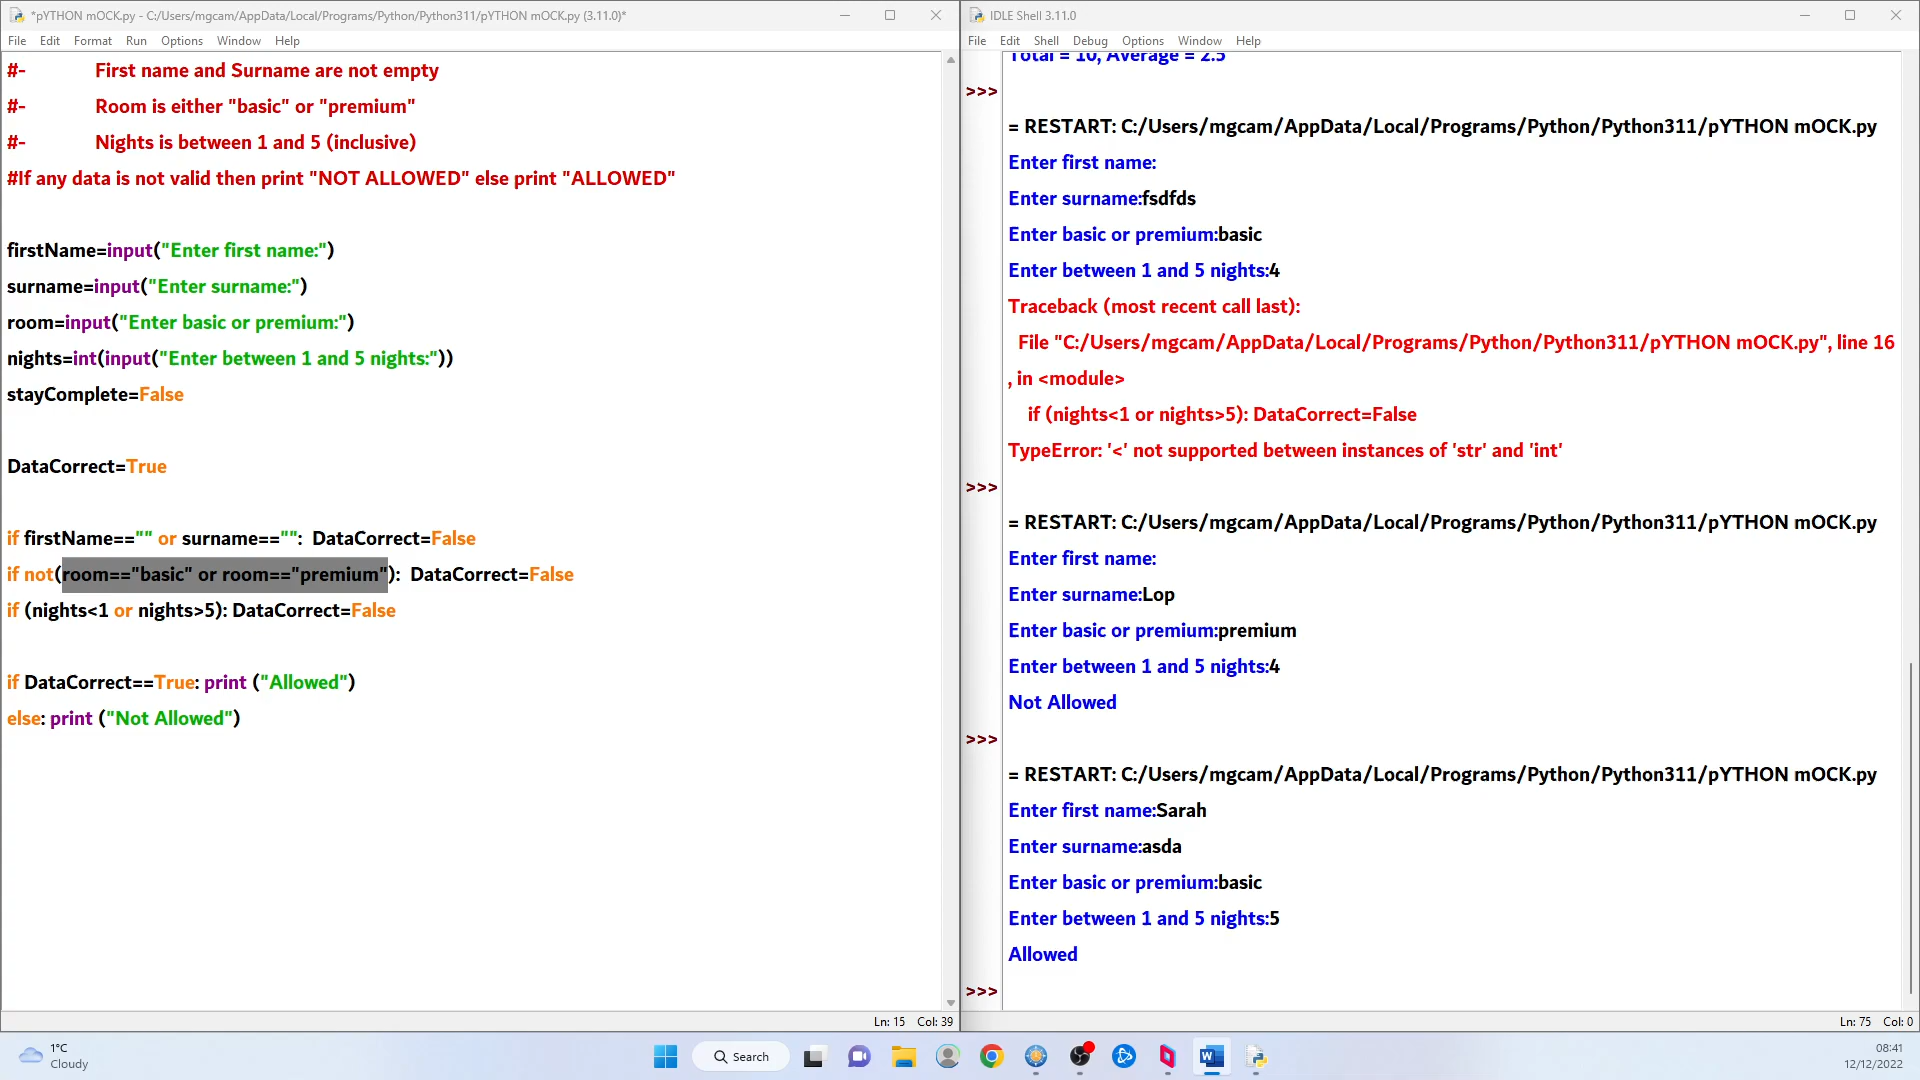 *pYTHON mOCK.py - C:/Users/mgcam/AppData/Local/Programs/Python/Python311/pYTHON mOCK.py (3.11.0)*
File Edit Format Run Options Window Help
#- First name and Surname are not empty
#- Room is either "basic" or "premium"
#- Nights is between 1 and 5 (inclusive)
#If any data is not valid then print "NOT ALLOWED" else print "ALLOWED"
firstName=input("Enter first name:")
surname=input("Enter surname:")
room=input("Enter basic or premium:")
nights=int(input("Enter between 1 and 5 nights:"))
stayComplete=False
DataCorrect=True
if firstName=="" or surname=="": DataCorrect=False
if not(room=="basic" or room=="premium"): DataCorrect=False
if (nights<1 or nights>5): DataCorrect=False
if DataCorrect==True: print ("Allowed")
else: print ("Not Allowed")
Ln: 15 Col: 39
IDLE Shell 3.11.0
File Edit Shell Debug Options Window Help
Total = 10, Average = 2.5
>>>
= RESTART: C:/Users/mgcam/AppData/Local/Programs/Python/Python311/pYTHON mOCK.py
Enter first name:
Enter surname:fsdfds
Enter basic or premium:basic
Enter between 1 and 5 nights:4
Traceback (most recent call last):
File "C:/Users/mgcam/AppData/Local/Programs/Python/Python311/pYTHON mOCK.py", line 16
, in <module>
if (nights<1 or nights>5): DataCorrect=False
TypeError: '<' not supported between instances of 'str' and 'int'
>>>
= RESTART: C:/Users/mgcam/AppData/Local/Programs/Python/Python311/pYTHON mOCK.py
Enter first name:
Enter surname:Lop
Enter basic or premium:premium
Enter between 1 and 5 nights:4
Not Allowed
>>>
= RESTART: C:/Users/mgcam/AppData/Local/Programs/Python/Python311/pYTHON mOCK.py
Enter first name:Sarah
Enter surname:asda
Enter basic or premium:basic
Enter between 1 and 5 nights:5
Allowed
>>>
Ln: 75 Col: 0
1°C
Cloudy
Search
W
08:41
12/12/2022